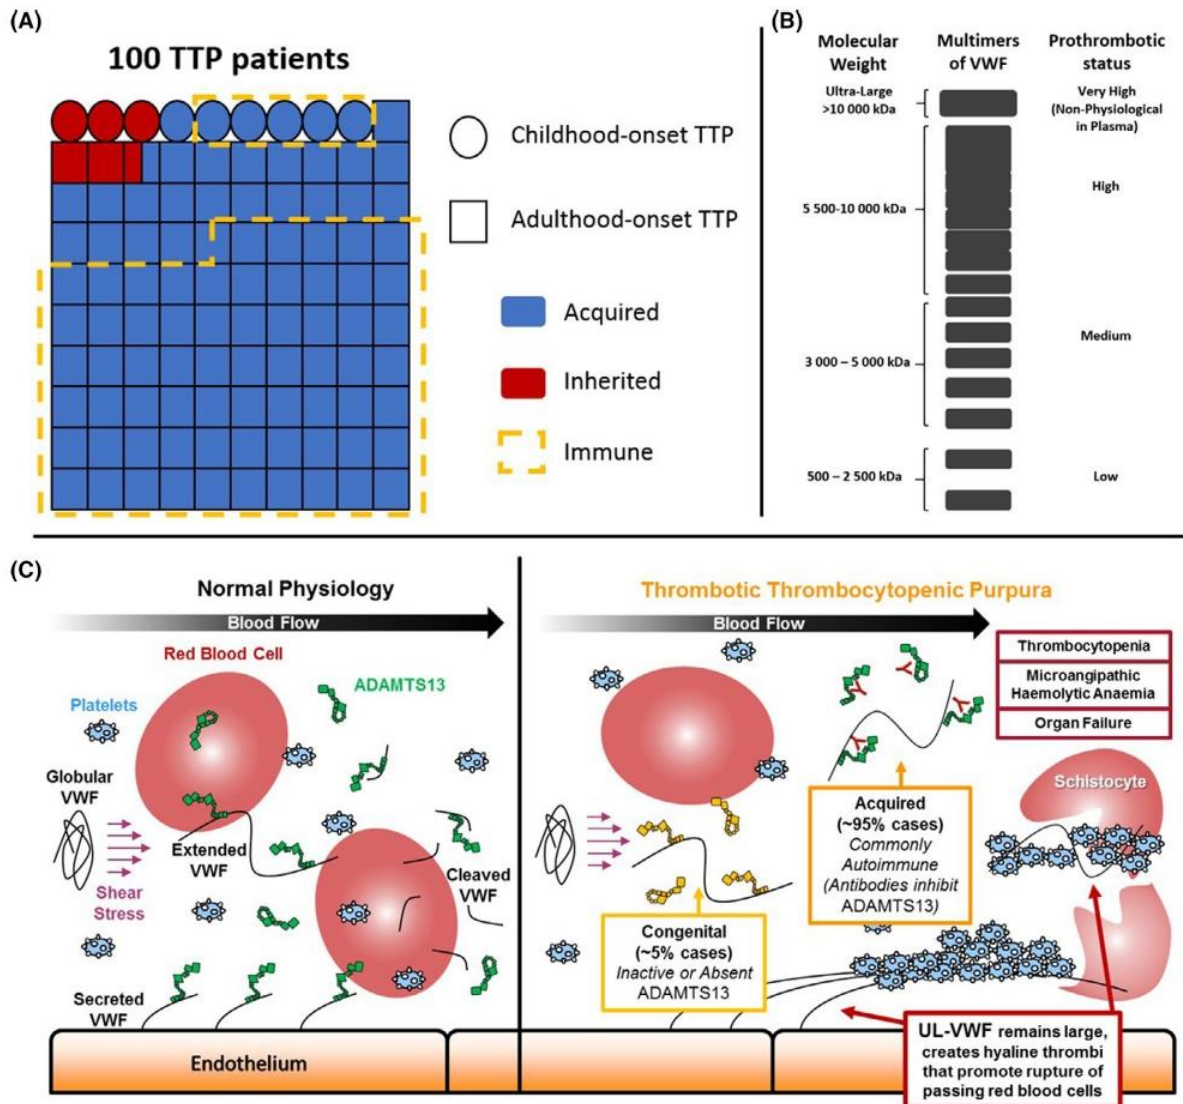 (A)
100 TTP patients
Childhood-onset TTP
Adulthood-onset TTP
Acquired
Inherited
Immune
(B)
Molecular
Weight
Multimers
of VWF
Prothrombotic
status
Ultra-Large
>10 000 kDa
Very High
(Non-Physiological
in Plasma)
High
5 500-10 000 kDa
Medium
3 000 – 5 000 kDa
500 – 2 500 kDa
Low
(C)
Normal Physiology
Blood Flow
Red Blood Cell
ADAMTS13
Platelets
Globular
VWF
Extended
VWF
Shear
Stress
Cleaved
VWF
Secreted
VWF
Endothelium
Thrombotic Thrombocytopenic Purpura
Blood Flow
Thrombocytopenia
Microangipathic
Haemolytic Anaemia
Organ Failure
Schistocyte
Acquired
(~95% cases)
Commonly
Autoimmune
(Antibodies inhibit
ADAMTS13)
Congenital
(~5% cases)
Inactive or Absent
ADAMTS13
UL-VWF remains large,
creates hyaline thrombi
that promote rupture of
passing red blood cells